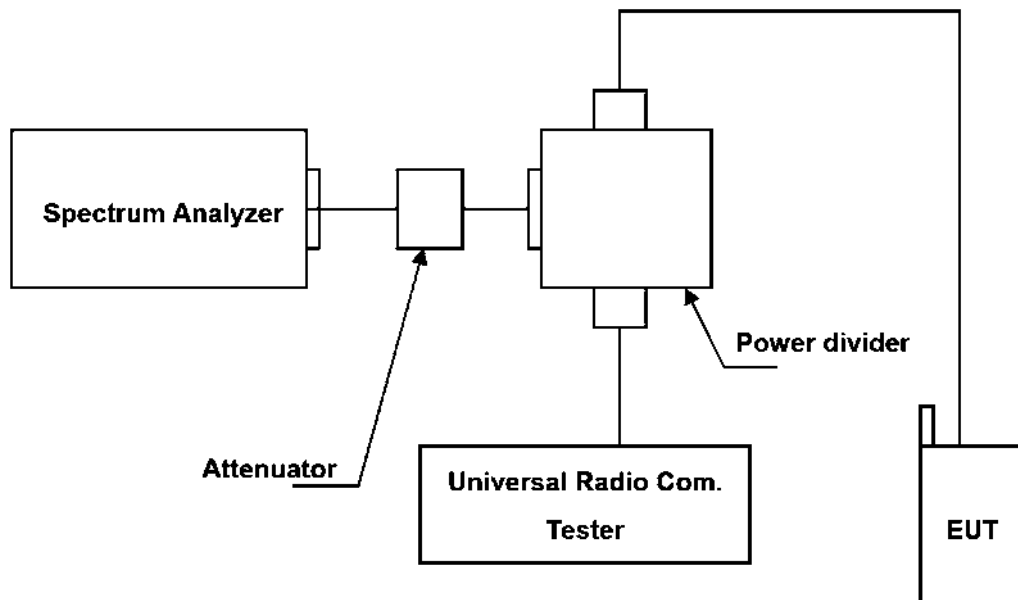 Spectrum Analyzer
Power divider
Attenuator
Universal Radio Com.
Tester
EUT